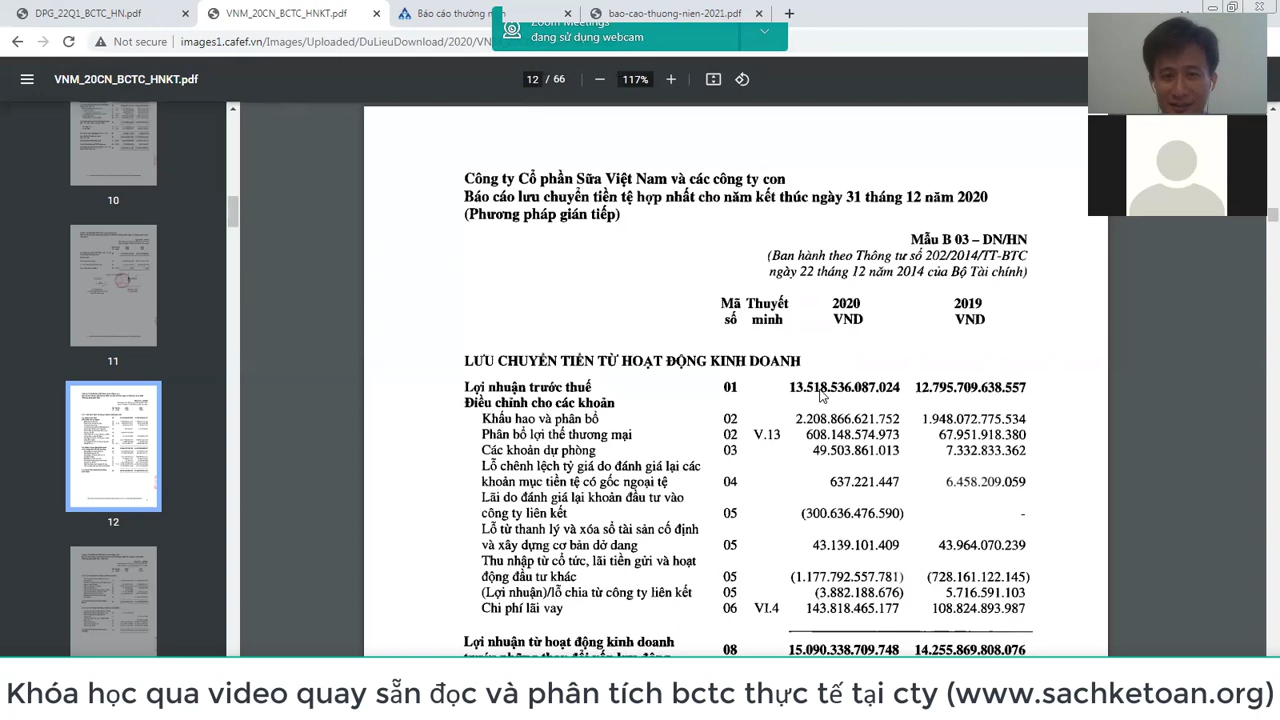 DPG_22Q1
VNM_20CN_BCTC_HNKT.pdf
Báo cáo thường n
bao-cao-thuong-nien-2021.pdf
Zoom Meetings
đang sử dụng webcam
Not secure
images1.cafef.vn/Images/Uploaded/DuLieuDownload/2020/VN
VNM_20CN_BCTC_HNKT.pdf
12 / 66
117%
10
11
12
Công ty Cổ phần Sữa Việt Nam và các công ty con
Báo cáo lưu chuyển tiền tệ hợp nhất cho năm kết thúc ngày 31 tháng 12 năm 2020
(Phương pháp gián tiếp)
Mẫu B 03 – DN/HN
(Ban hành theo Thông tư số 202/2014/TT-BTC
ngày 22 tháng 12 năm 2014 của Bộ Tài chính)
Mã Thuyết 2020 2019
số minh VND VND
LƯU CHUYỂN TIỀN TỪ HOẠT ĐỘNG KINH DOANH
Lợi nhuận trước thuế 01 13.518.536.087.024 12.795.709.638.557
Điều chỉnh cho các khoản
Khấu hao và phân bổ 02 2.208.866.621.752 1.948.072.775.534
Phân bổ lợi thế thương mại 02 V.13 608.148.574.973 67.951.918.380
Các khoản dự phòng 03 49.503.861.013 7.332.833.362
Lỗ chênh lệch tỷ giá do đánh giá lại các
khoản mục tiền tệ có gốc ngoại tệ 04 637.221.447 6.458.209.059
Lãi do đánh giá lại khoản đầu tư vào
công ty liên kết 05 (300.636.476.590) -
Lỗ từ thanh lý và xóa sổ tài sản cố định
và xây dựng cơ bản dở dang 05 43.139.101.409 43.964.070.239
Thu nhập từ cổ tức, lãi tiền gửi và hoạt
động đầu tư khác 05 (1.177.792.557.781) (728.161.122.145)
(Lợi nhuận)/lỗ chia từ công ty liên kết 05 (3.882.188.676) 5.716.591.103
Chi phí lãi vay 06 VI.4 143.818.465.177 108.824.893.987
Lợi nhuận từ hoạt động kinh doanh
trước những thay đổi vốn lưu động 08 15.090.338.709.748 14.255.869.808.076
Khóa học qua video quay sẵn đọc và phân tích bctc thực tế tại cty (www.sachketoan.org)